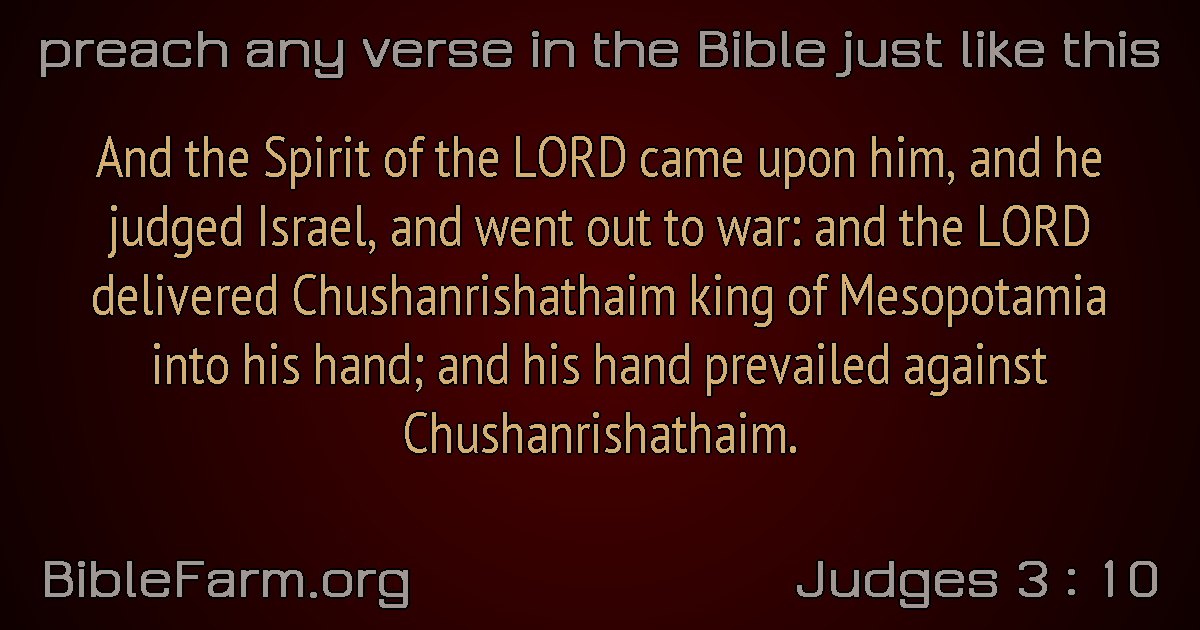 preach any verse in the Bible just like this
And the Spirit of the LORD came upon him, and he
judged Israel, and went out to war: and the LORD
delivered Chushanrishathaim king of Mesopotamia
into his hand; and his hand prevailed against
Chushanrishathaim.
BibleFarm.org
Judges 3 : 10